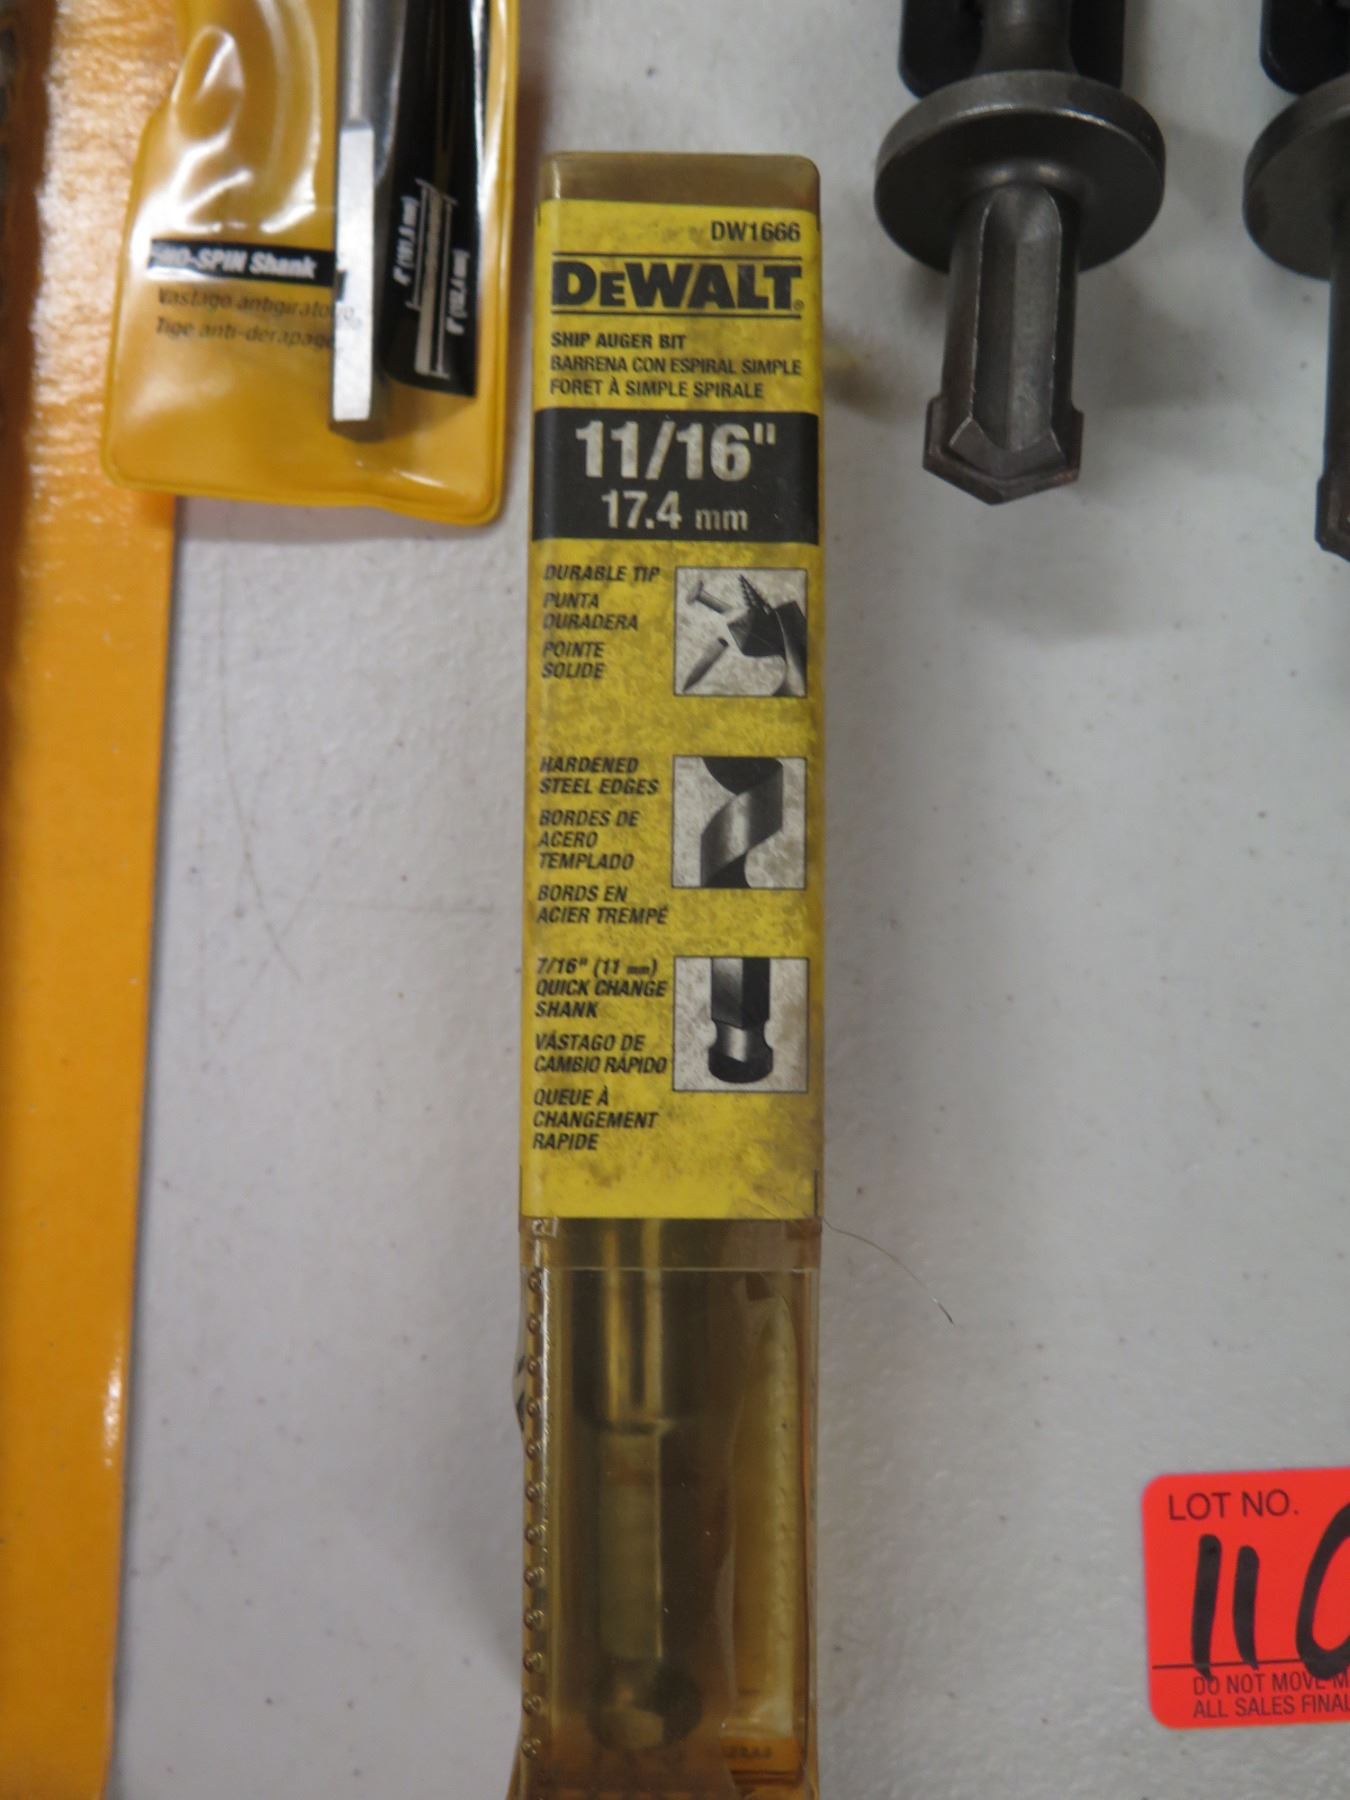 NO-SPIN Shank
Vástago antigiratorio
Tige anti-dérapage
DW1666
DEWALT®
SHIP AUGER BIT
BARRENA CON ESPIRAL SIMPLE
FORET À SIMPLE SPIRALE
11/16"
17.4 mm
DURABLE TIP
PUNTA
DURADERA
POINTE
SOLIDE
HARDENED
STEEL EDGES
BORDES DE
ACERO
TEMPLADO
BORDS EN
ACIER TREMPÉ
7/16" (11 mm)
QUICK CHANGE
SHANK
VÁSTAGO DE
CAMBIO RÁPIDO
QUEUE À
CHANGEMENT
RAPIDE
LOT NO.
110
DO NOT MOVE
ALL SALES FINAL